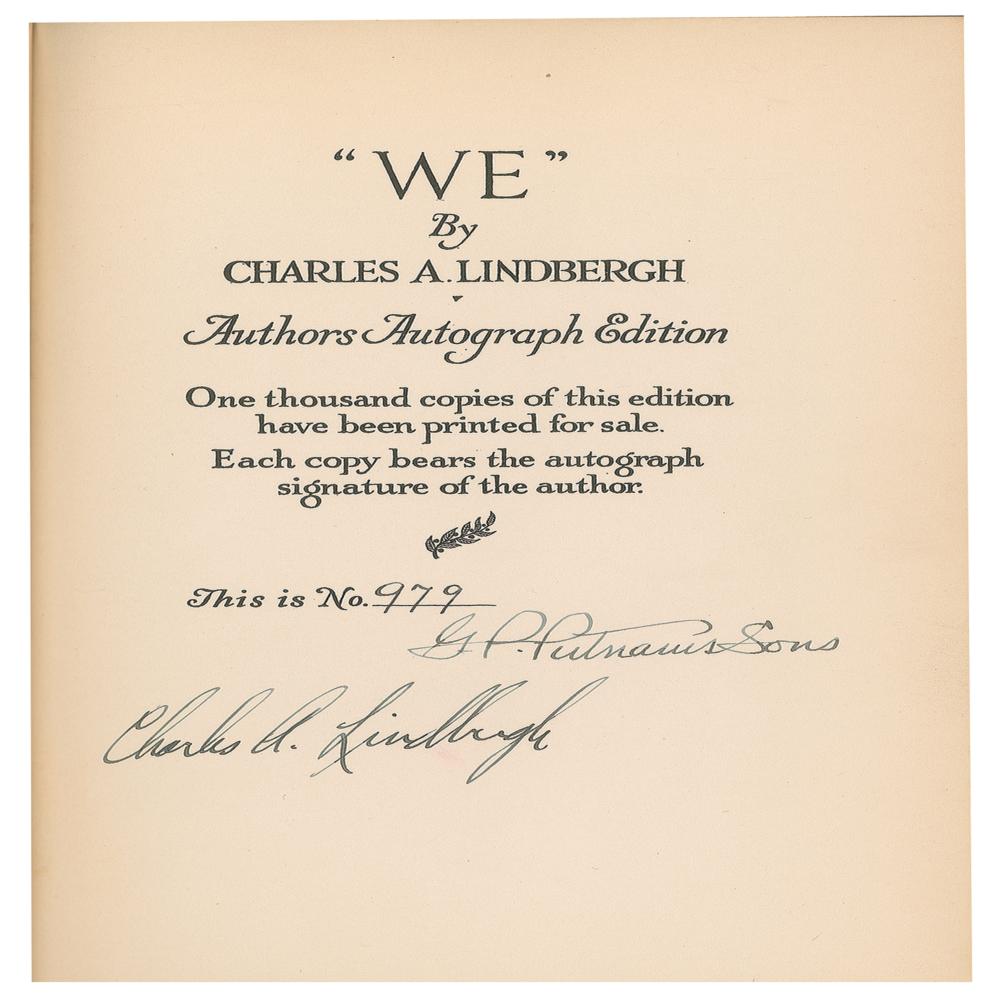 “WE”
By
CHARLES A. LINDBERGH
Authors Autograph Edition
One thousand copies of this edition
have been printed for sale.
Each copy bears the autograph
signature of the author.
This is No. 979
G. P. Putnam's Sons
Charles A. Lindbergh